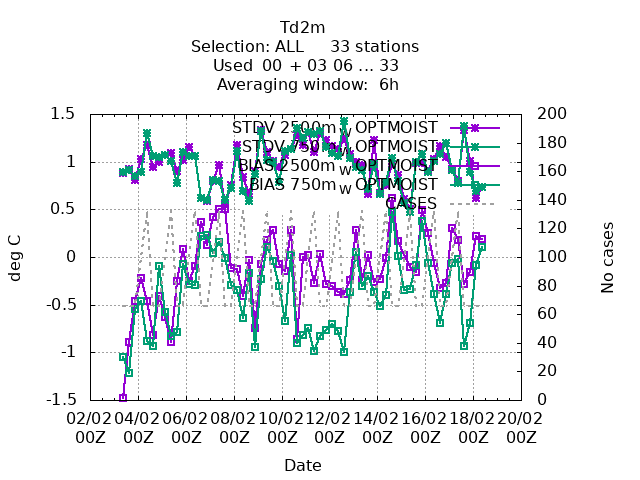 Td2m
Selection: ALL 33 stations
Used 00 + 03 06 ... 33
Averaging window: 6h
STDV 2500m_W OPTMOIST
STDV 750m_W OPTMOIST
BIAS 2500m_W OPTMOIST
BIAS 750m_W OPTMOIST
CASES
1.5
1
0.5
0
-0.5
-1
-1.5
deg C
200
180
160
140
120
100
80
60
40
20
0
No cases
02/02 04/02 06/02 08/02 10/02 12/02 14/02 16/02 18/02 20/02
00Z 00Z 00Z 00Z 00Z 00Z 00Z 00Z 00Z 00Z
Date